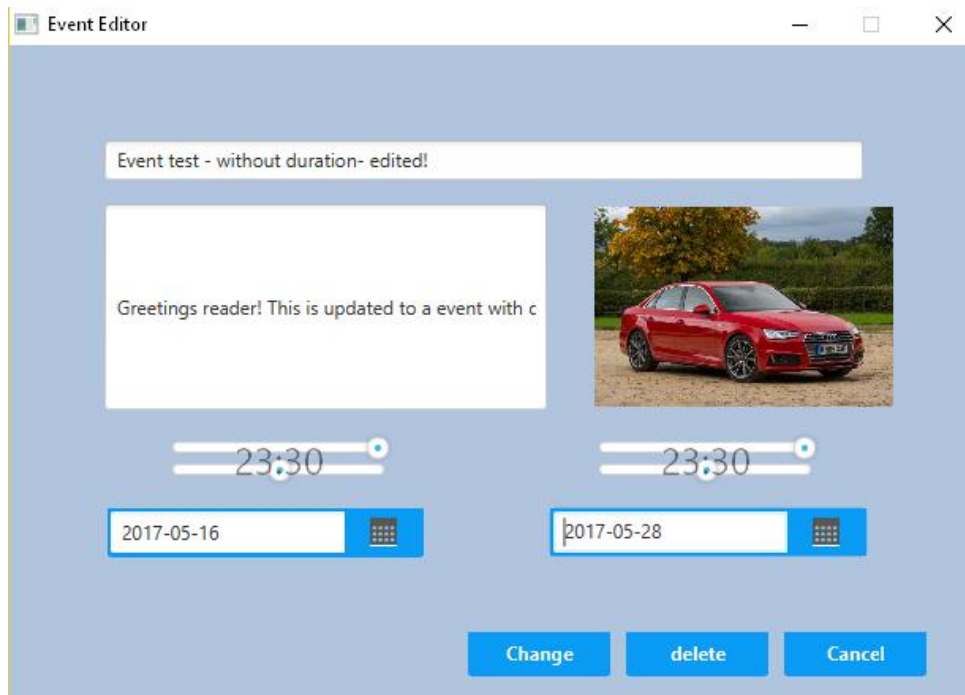 Event Editor
Event test - without duration- edited!
Greetings reader! This is updated to a event with
23:30
23:30
2017-05-16
2017-05-28
Change
delete
Cancel